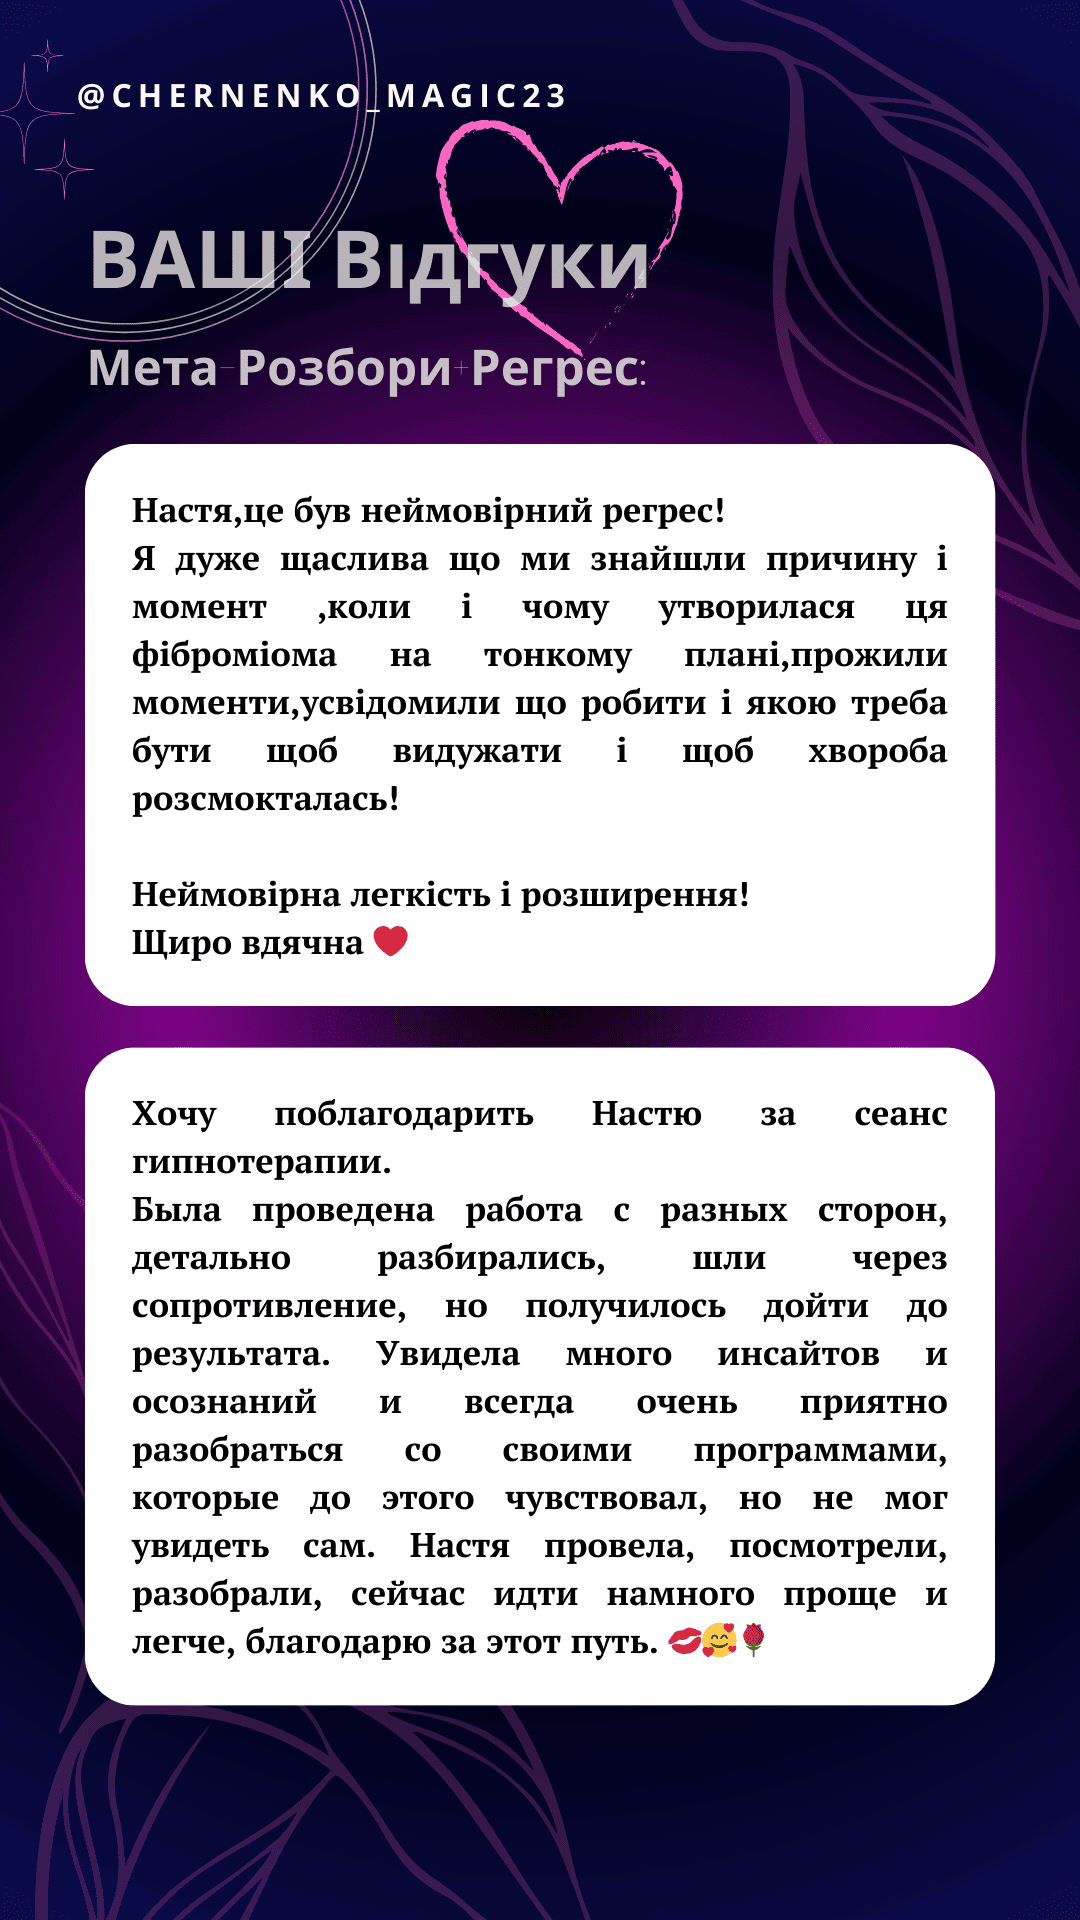 @CHERNENKO_MAGIC23
ВАШІ Відгуки
Мета-Розбори+Регрес:
Настя,це був неймовірний регрес!
Я дуже щаслива що ми знайшли причину і
момент ,коли і чому утворилася ця
фіброміома на тонкому плані,прожили
моменти,усвідомили що робити і якою треба
бути щоб видужати і щоб хвороба
розсмокталась!
Неймовірна легкість і розширення!
Щиро вдячна ❤️
Хочу поблагодарить Настю за сеанс
гипнотерапии.
Была проведена работа с разных сторон,
детально разбирались, шли через
сопротивление, но получилось дойти до
результата. Увидела много инсайтов и
осознаний и всегда очень приятно
разобраться со своими программами,
которые до этого чувствовал, но не мог
увидеть сам. Настя провела, посмотрели,
разобрали, сейчас идти намного проще и
легче, благодарю за этот путь. 💋🥰🌹